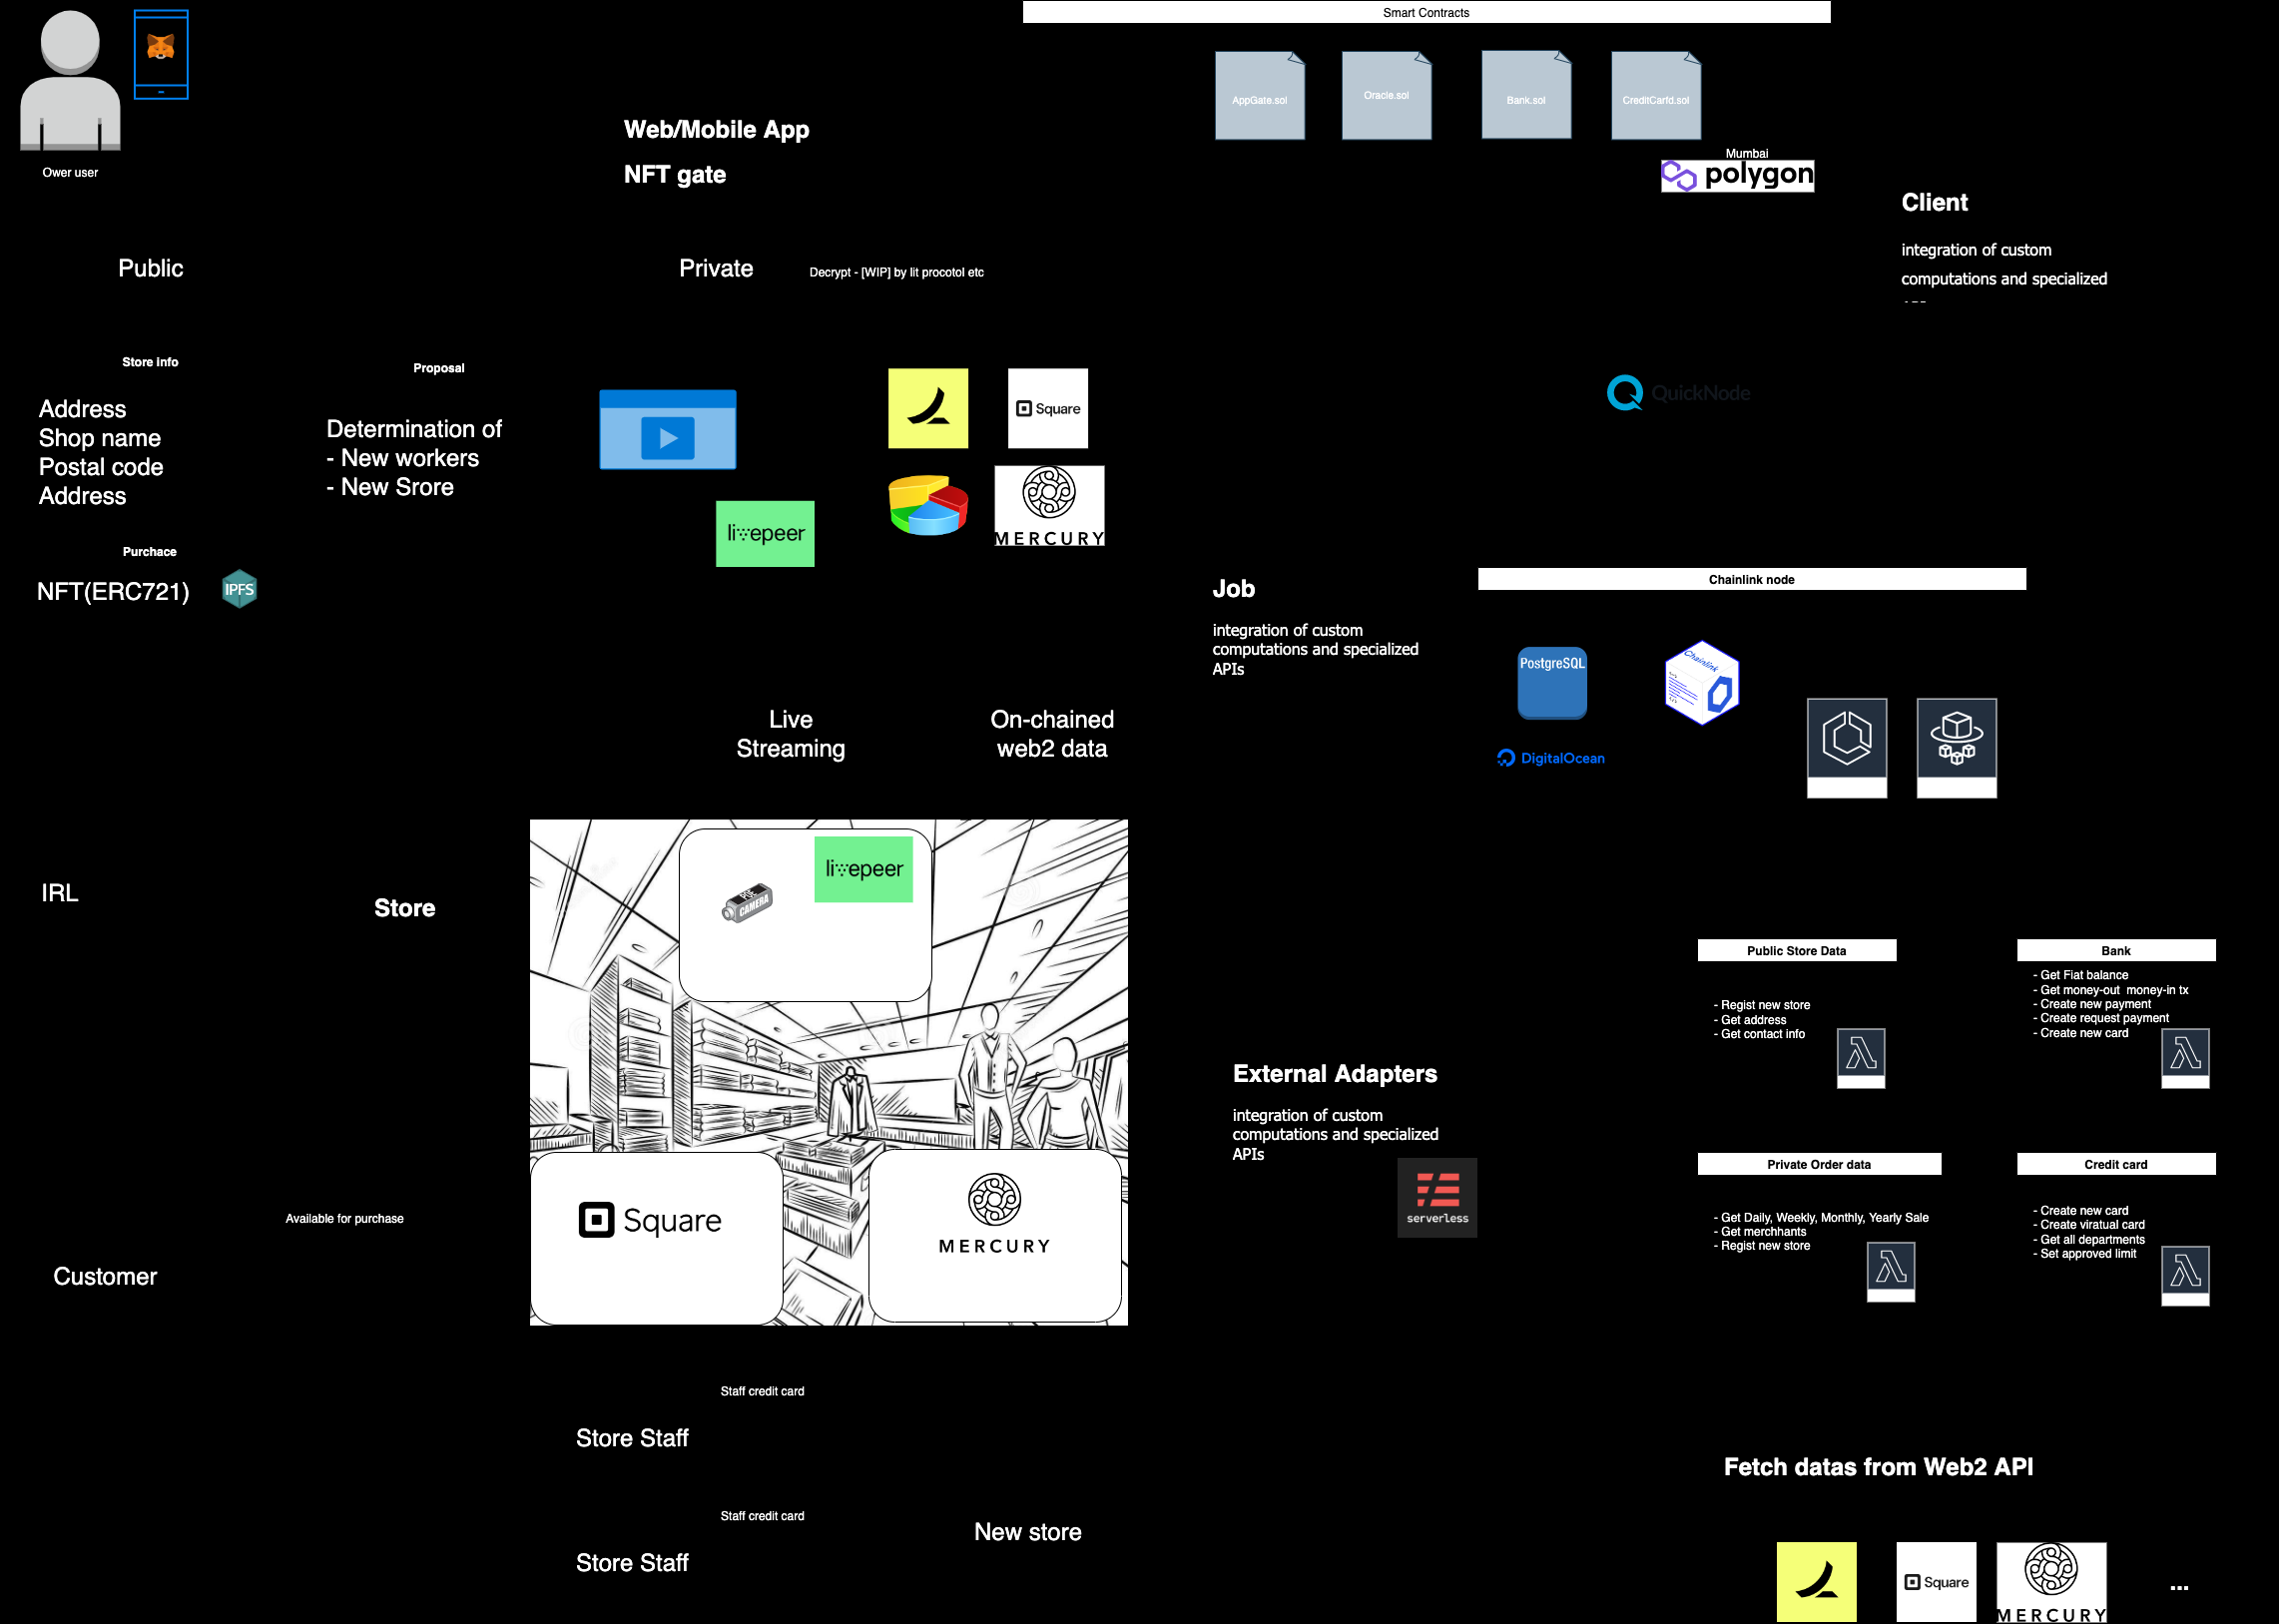 Smart Contracts
AppGate.sol
Oracle.sol
Bank.sol
CreditCarfd.sol
Mumbai
polygon
Ower user
Web/Mobile App
NFT gate
Client
integration of custom
computations and specialized
Public
Private
Decrypt - [WIP] by lit procotol etc
Store info
Address
Shop name
Postal code
Address
Proposal
Determination of
- New workers
- New Srore
Square
MERCURY
livepeer
QuickNode
Purchace
NFT(ERC721)
IPFS
Job
integration of custom
computations and specialized
APIs
Chainlink node
PostgreSQL
Chainlink
DigitalOcean
Live
Streaming
On-chained
web2 data
IRL
Store
livepeer
CAMERA
Square
MERCURY
Available for purchase
Customer
External Adapters
integration of custom
computations and specialized
APIs
serverless
Public Store Data
- Regist new store
- Get address
- Get contact info
Bank
- Get Fiat balance
- Get money-out money-in tx
- Create new payment
- Create request payment
- Create new card
Private Order data
- Get Daily, Weekly, Monthly, Yearly Sale
- Get merchhants
- Regist new store
Credit card
- Create new card
- Create viratual card
- Get all departments
- Set approved limit
Staff credit card
Store Staff
Staff credit card
Store Staff
New store
Fetch datas from Web2 API
Square
MERCURY
...